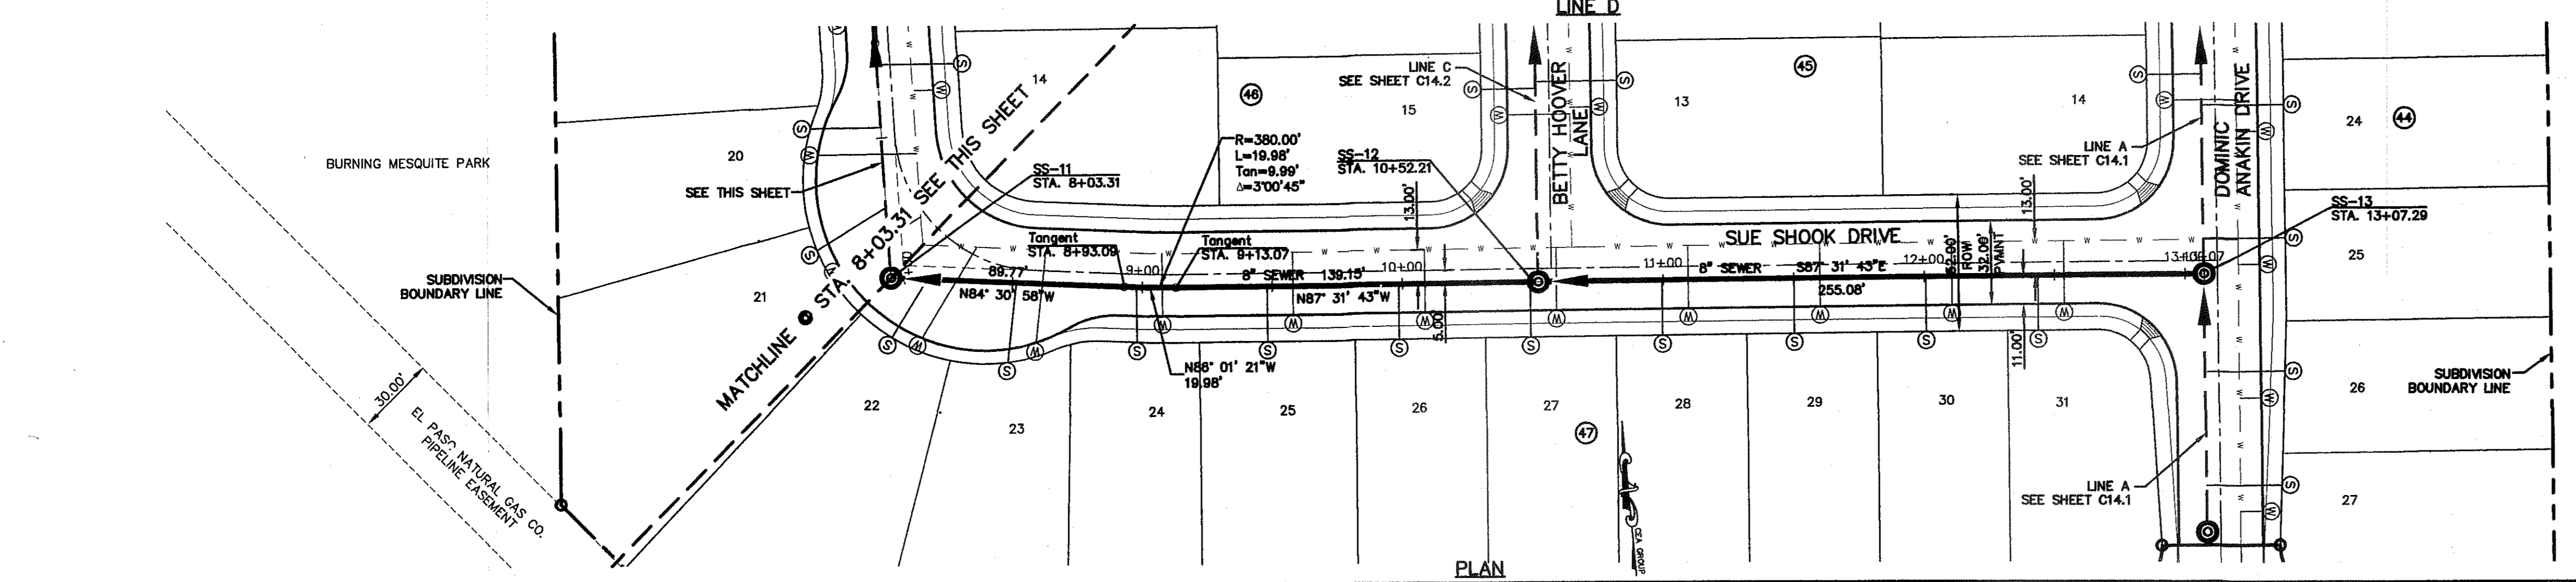 LINE D
BURNING MESQUITE PARK
SUBDIVISION
BOUNDARY LINE
30.00'
EL PASO NATURAL GAS CO.
PIPELINE EASEMENT
20
21
22
SEE THIS SHEET
MATCHLINE STA. 8+03.31 SEE THIS SHEET
14
SS-11
STA. 8+03.31
46
R=380.00'
L=19.98'
Tan=9.99'
Δ=3°00'45"
15
LINE C
SEE SHEET C14.2
SS-12
STA. 10+52.21
13.00'
BETTY HOOVER
LANE
45
13
14
LINE A
SEE SHEET C14.1
13.00'
DOMINIC
ANAKIN DRIVE
24
44
SS-13
STA. 13+07.29
25
Tangent
STA. 8+93.09
Tangent
STA. 9+13.07
89.77'
N84° 30' 58"W
9+00
8" SEWER 139.15'
N87° 31' 43"W
10+00
SUE SHOOK DRIVE
11+00
8" SEWER S87° 31' 43"E
255.08'
12+00
52.00'
ROW
32.00'
PVMNT
5.00'
11.00'
N86° 01' 21"W
19.98'
23
24
25
26
27
28
29
30
31
47
CEA GROUP
26
SUBDIVISION
BOUNDARY LINE
LINE A
SEE SHEET C14.1
27
PLAN